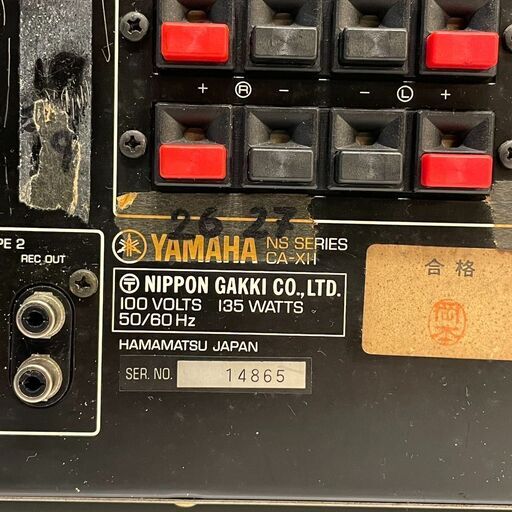 + R - - L +
26 27
PE 2
REC OUT
YAMAHA NS SERIES
CA-XII
〒 NIPPON GAKKI CO., LTD.
100 VOLTS 135 WATTS
50/60 Hz
HAMAMATSU JAPAN
SER. NO. 14865
合格